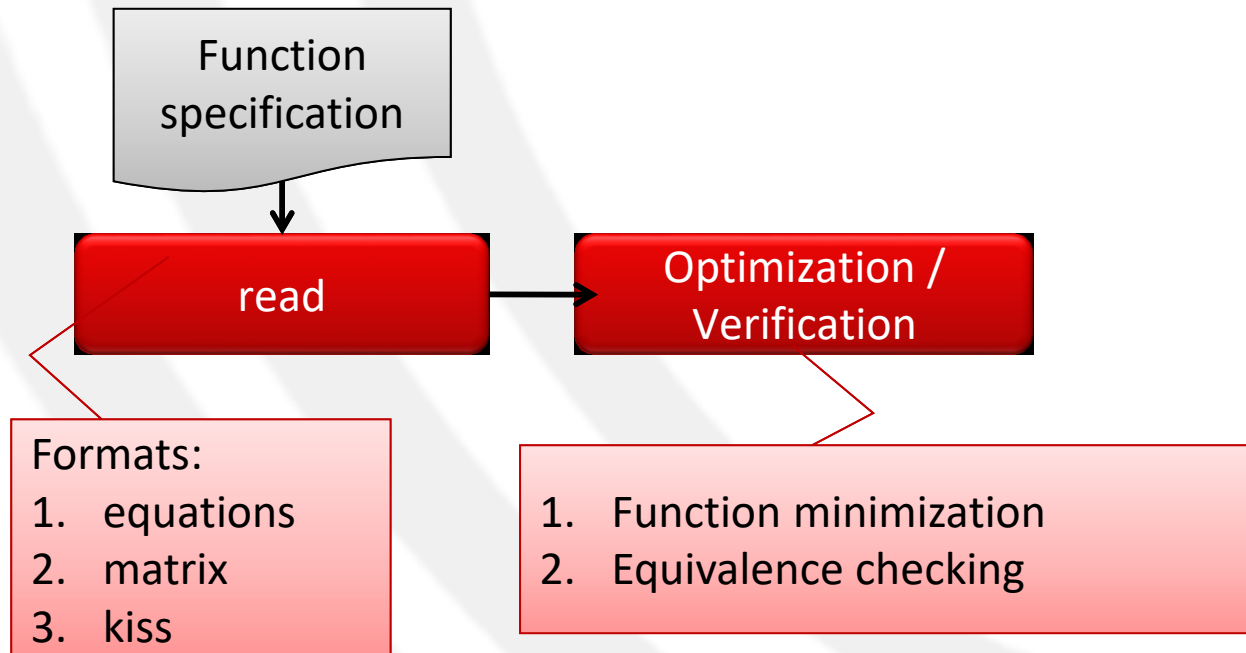 Function
specification
read
Optimization /
Verification
Formats:
1. equations
2. matrix
3. kiss
1. Function minimization
2. Equivalence checking